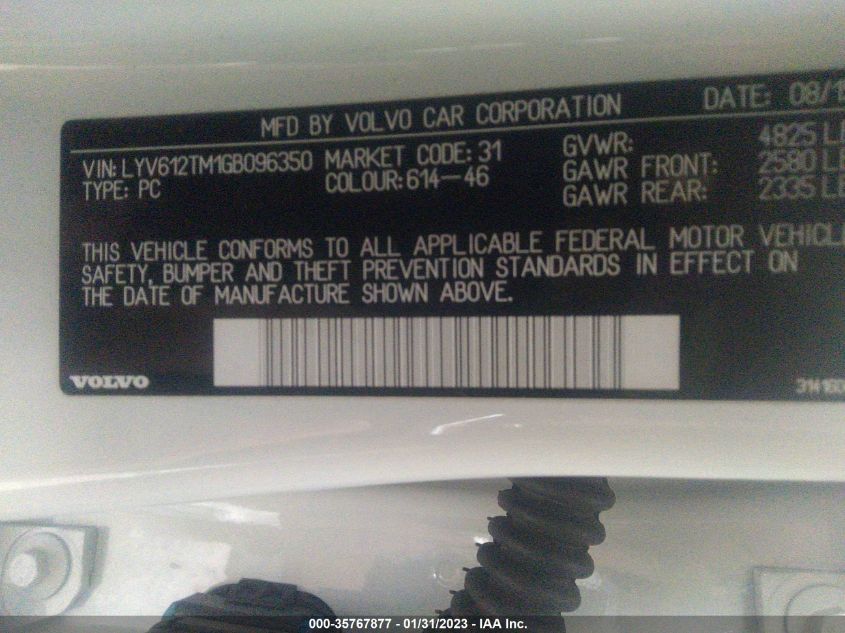 MFD BY VOLVO CAR CORPORATION DATE: 08/1
VIN: LYV612TM1GB096350 MARKET CODE: 31 GVWR: 4825 L
TYPE: PC COLOUR: 614-46 GAWR FRONT: 2580 LB
GAWR REAR: 2335 LB
THIS VEHICLE CONFORMS TO ALL APPLICABLE FEDERAL MOTOR VEHICLE
SAFETY, BUMPER AND THEFT PREVENTION STANDARDS IN EFFECT ON
THE DATE OF MANUFACTURE SHOWN ABOVE.
VOLVO
000-35767877 - 01/31/2023 - IAA Inc.